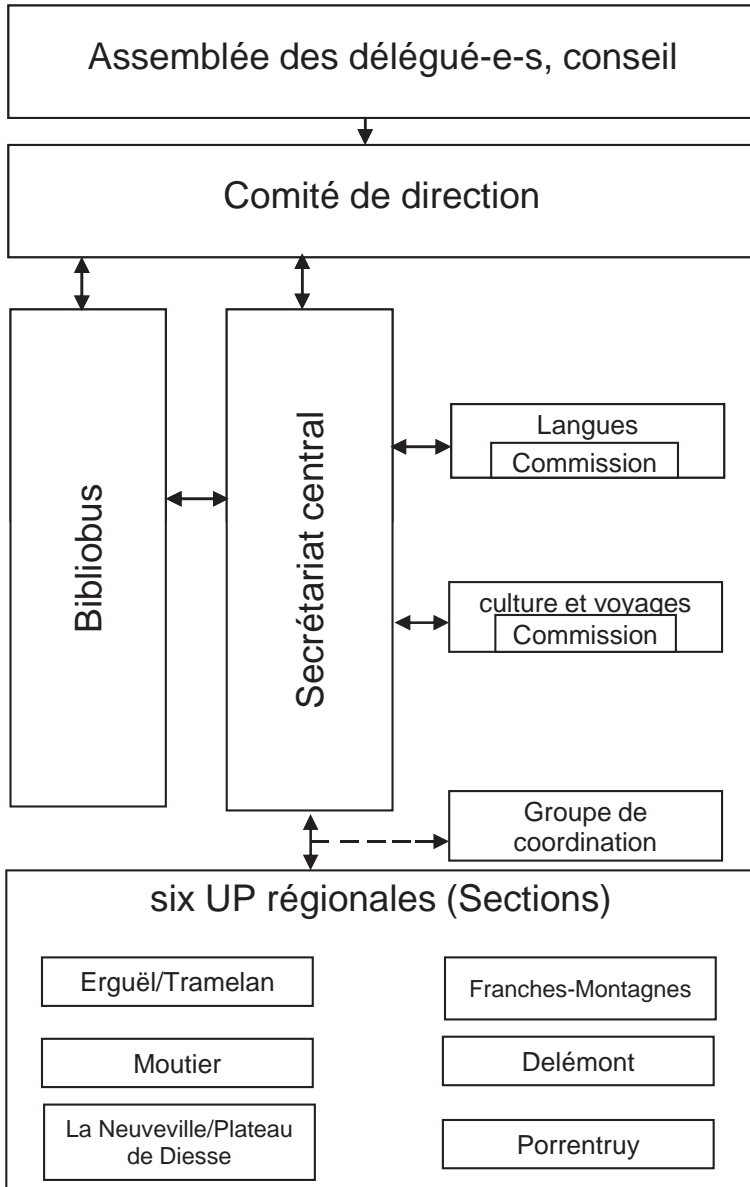 Assemblée des délégué-e-s, conseil
Comité de direction
Bibliobus
Secrétariat central
Langues
Commission
culture et voyages
Commission
Groupe de
coordination
six UP régionales (Sections)
Erguël/Tramelan
Franches-Montagnes
Moutier
Delémont
La Neuveville/Plateau
de Diesse
Porrentruy